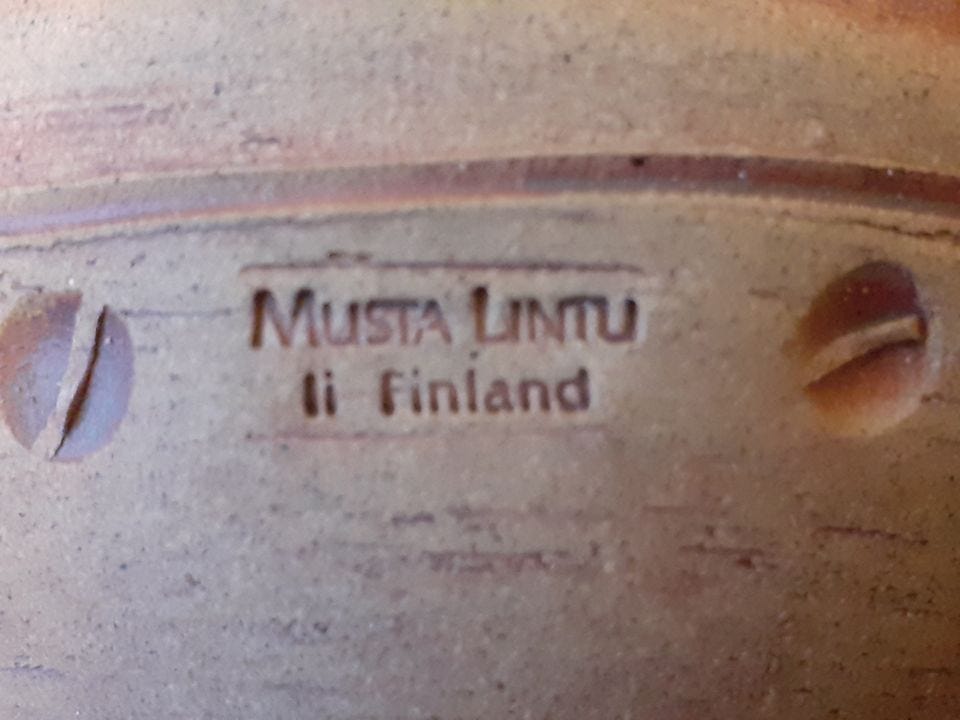 MUSTA LINTU
Ii Finland